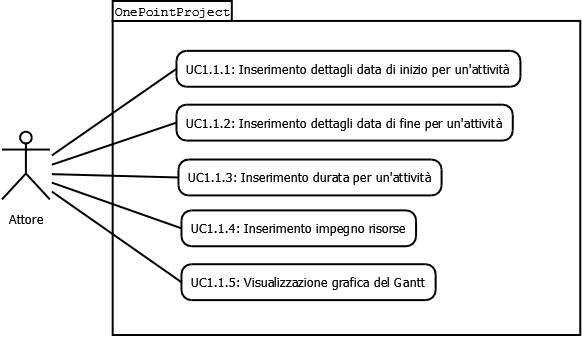 OnePointProject
UC1.1.1: Inserimento dettagli data di inizio per un'attività
UC1.1.2: Inserimento dettagli data di fine per un'attività
UC1.1.3: Inserimento durata per un'attività
Attore
UC1.1.4: Inserimento impegno risorse
UC1.1.5: Visualizzazione grafica del Gantt